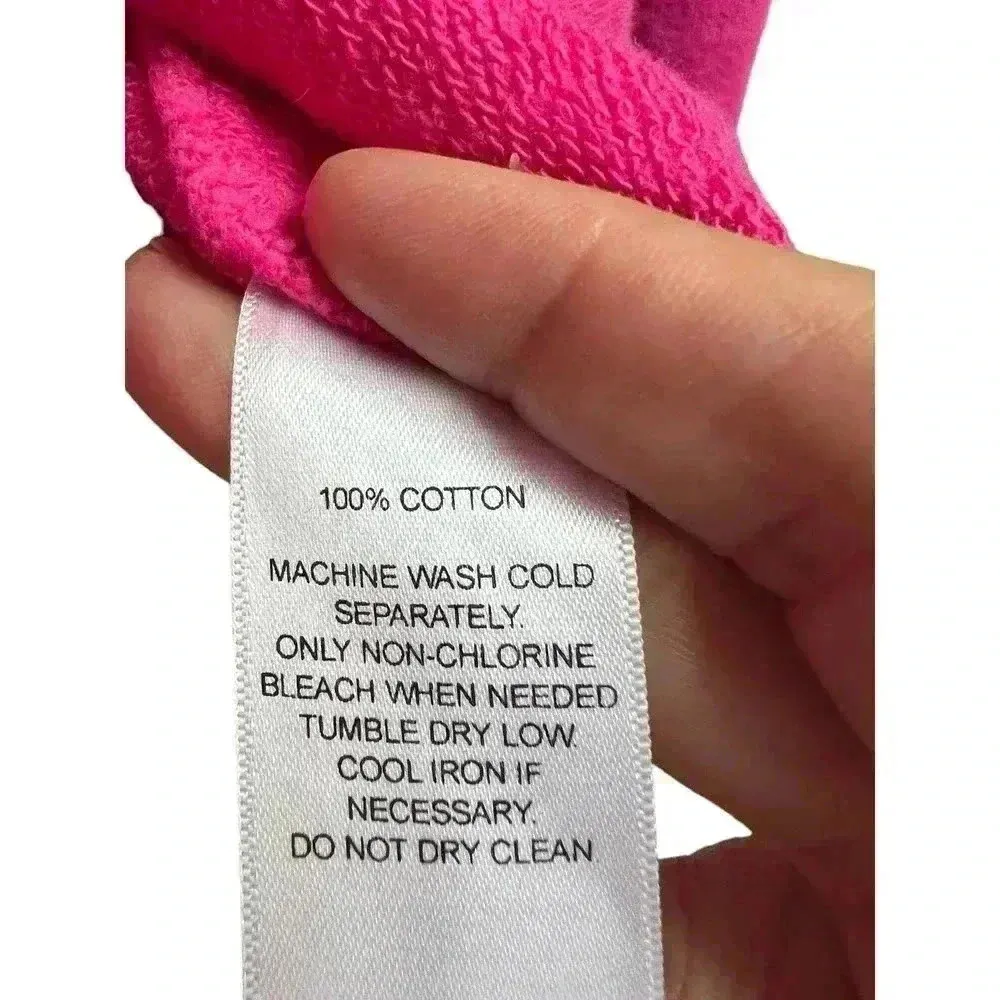 100% COTTON
MACHINE WASH COLD
SEPARATELY.
ONLY NON-CHLORINE
BLEACH WHEN NEEDED
TUMBLE DRY LOW.
COOL IRON IF
NECESSARY.
DO NOT DRY CLEAN